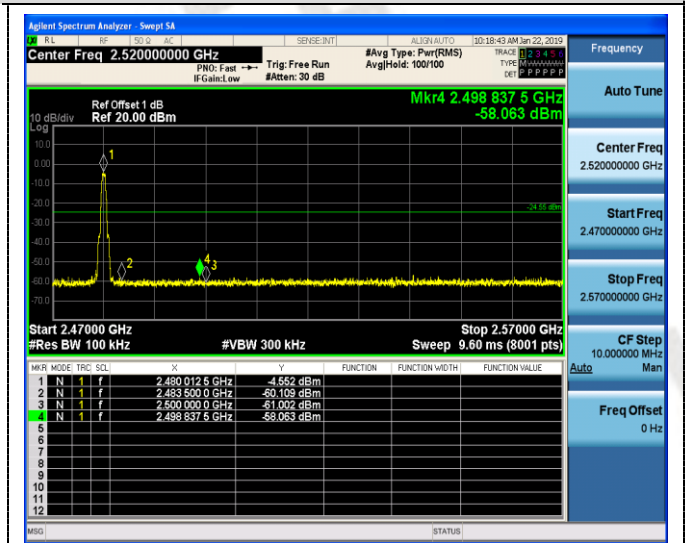 Agilent Spectrum Analyzer - Swept SA
RL RF 50 Ω AC SENSE:INT ALIGN AUTO 10:18:43 AM Jan 22, 2019
Center Freq 2.520000000 GHz #Avg Type: Pwr(RMS) TRACE 1 2 3 4 5 6
PNO: Fast Trig: Free Run Avg|Hold: 100/100 TYPE M
IFGain:Low #Atten: 30 dB DET P P P P P P
Ref Offset 1 dB Mkr4 2.498 837 5 GHz
10 dB/div Ref 20.00 dBm -58.063 dBm
Log
10.0
1
0.00
-10.0
-20.0
-24.55 dBm
-30.0
-40.0
-50.0
2 4 3
-60.0
-70.0
Start 2.47000 GHz Stop 2.57000 GHz
#Res BW 100 kHz #VBW 300 kHz Sweep 9.60 ms (8001 pts)
MKR MODE TRC SCL X Y FUNCTION FUNCTION WIDTH FUNCTION VALUE
1 N 1 f 2.480 012 5 GHz -4.552 dBm
2 N 1 f 2.483 500 0 GHz -60.109 dBm
3 N 1 f 2.500 000 0 GHz -61.002 dBm
4 N 1 f 2.498 837 5 GHz -58.063 dBm
5
6
7
8
9
10
11
12
MSG STATUS
Frequency
Auto Tune
Center Freq
2.520000000 GHz
Start Freq
2.470000000 GHz
Stop Freq
2.570000000 GHz
CF Step
10.000000 MHz
Auto Man
Freq Offset
0 Hz